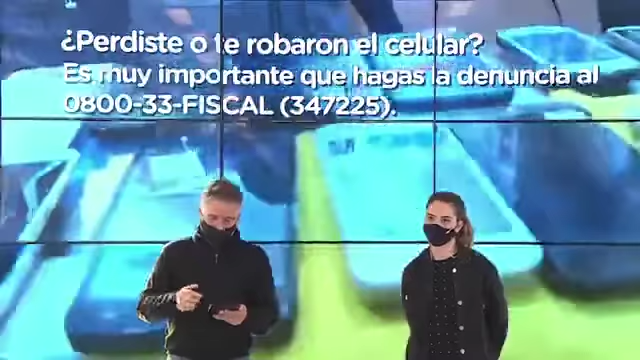 ¿Perdiste o te robaron el celular?
Es muy importante que hagas la denuncia al
0800-33-FISCAL (347225).